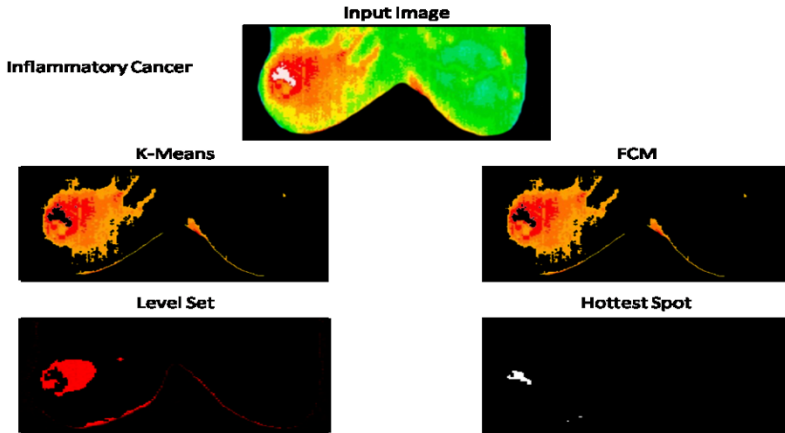 Input Image
Inflammatory Cancer
K-Means
FCM
Level Set
Hottest Spot